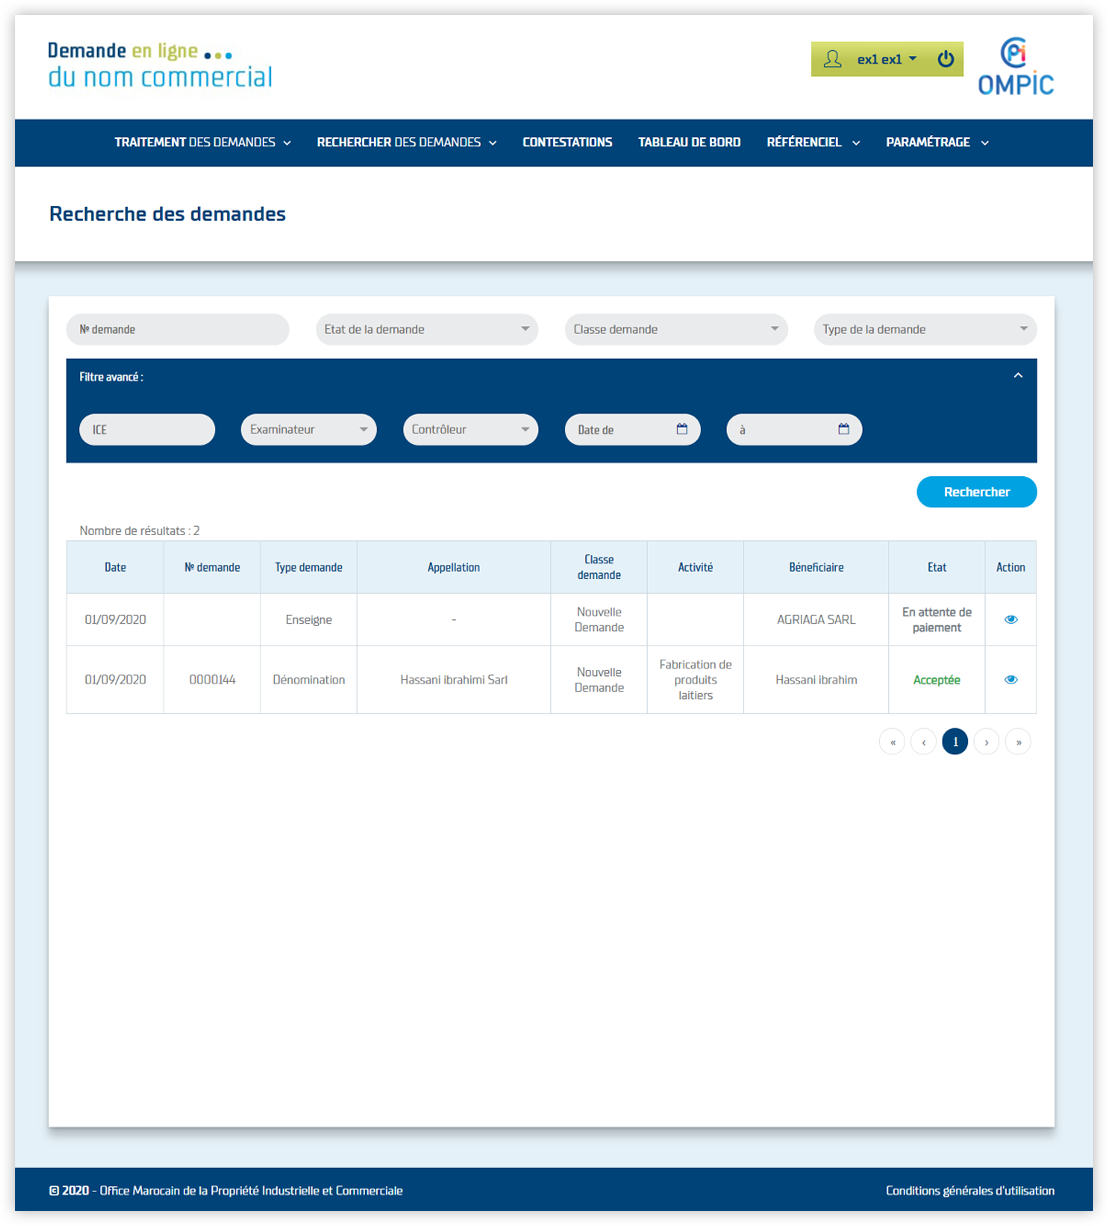 Demande en ligne
du nom commercial
ex1 ex1
OMPIC
TRAITEMENT DES DEMANDES
RECHERCHER DES DEMANDES
CONTESTATIONS
TABLEAU DE BORD
RÉFÉRENCIEL
PARAMÉTRAGE
Recherche des demandes
№ demande
Etat de la demande
Classe demande
Type de la demande
Filtre avancé :
ICE
Examinateur
Contrôleur
Date de
à
Rechercher
Nombre de résultats : 2
Date
№ demande
Type demande
Appellation
Classe
demande
Activité
Béneficiaire
Etat
Action
01/09/2020
Enseigne
-
Nouvelle
Demande
AGRIAGA SARL
En attente de
paiement
01/09/2020
0000144
Dénomination
Hassani ibrahimi Sarl
Nouvelle
Demande
Fabrication de
produits
laitiers
Hassani ibrahim
Acceptée
« ‹ 1 › »
© 2020 - Office Marocain de la Propriété Industrielle et Commerciale
Conditions générales d'utilisation